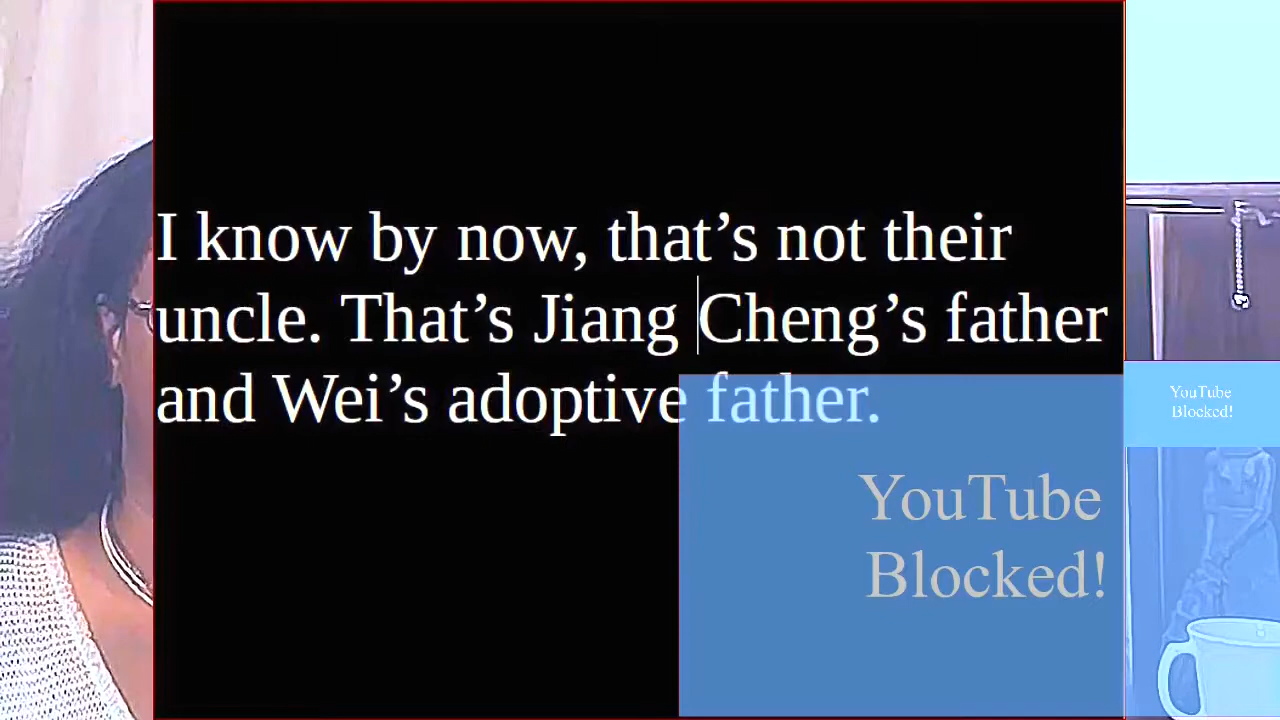 I know by now, that’s not their
uncle. That’s Jiang Cheng’s father
and Wei’s adoptive father.
YouTube
Blocked!
YouTube
Blocked!